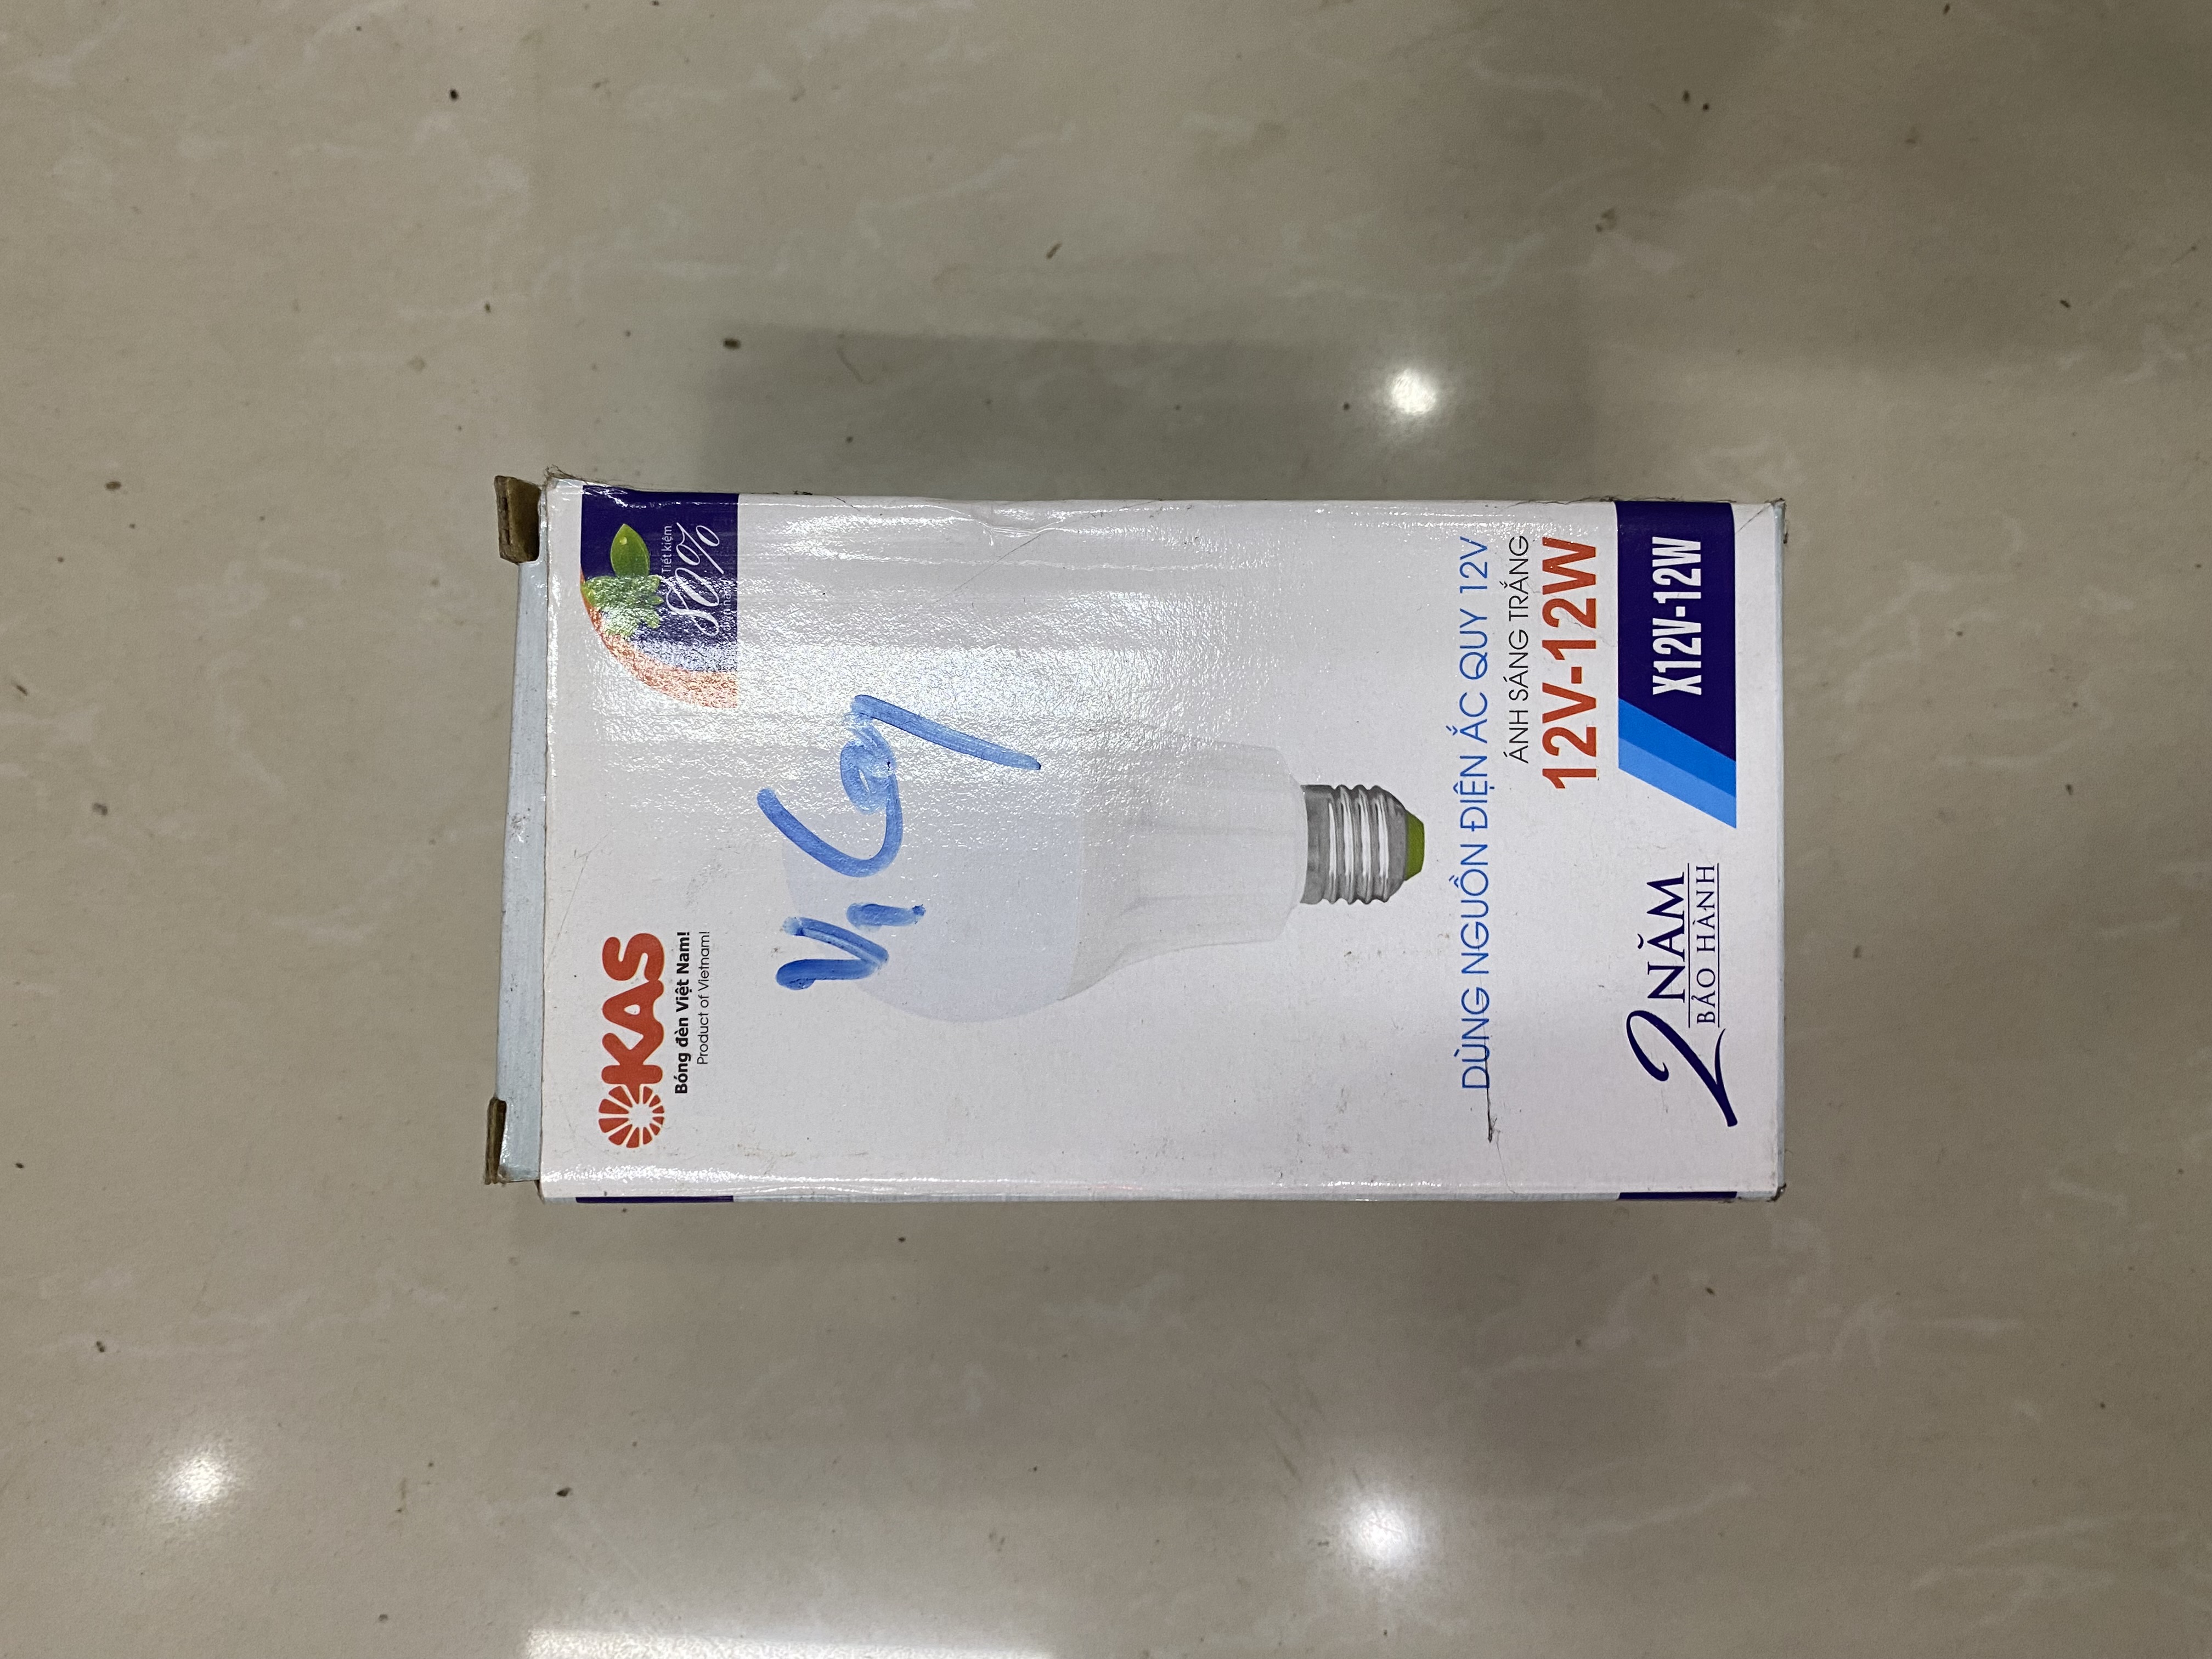 OKAS
Bóng đèn Việt Nam!
Product of Vietnam!
Tiết kiệm
80%
Vi Cay
DÙNG NGUỒN ĐIỆN ẮC QUY 12V
ÁNH SÁNG TRẮNG
12V-12W
2 NĂM
BẢO HÀNH
X12V-12W